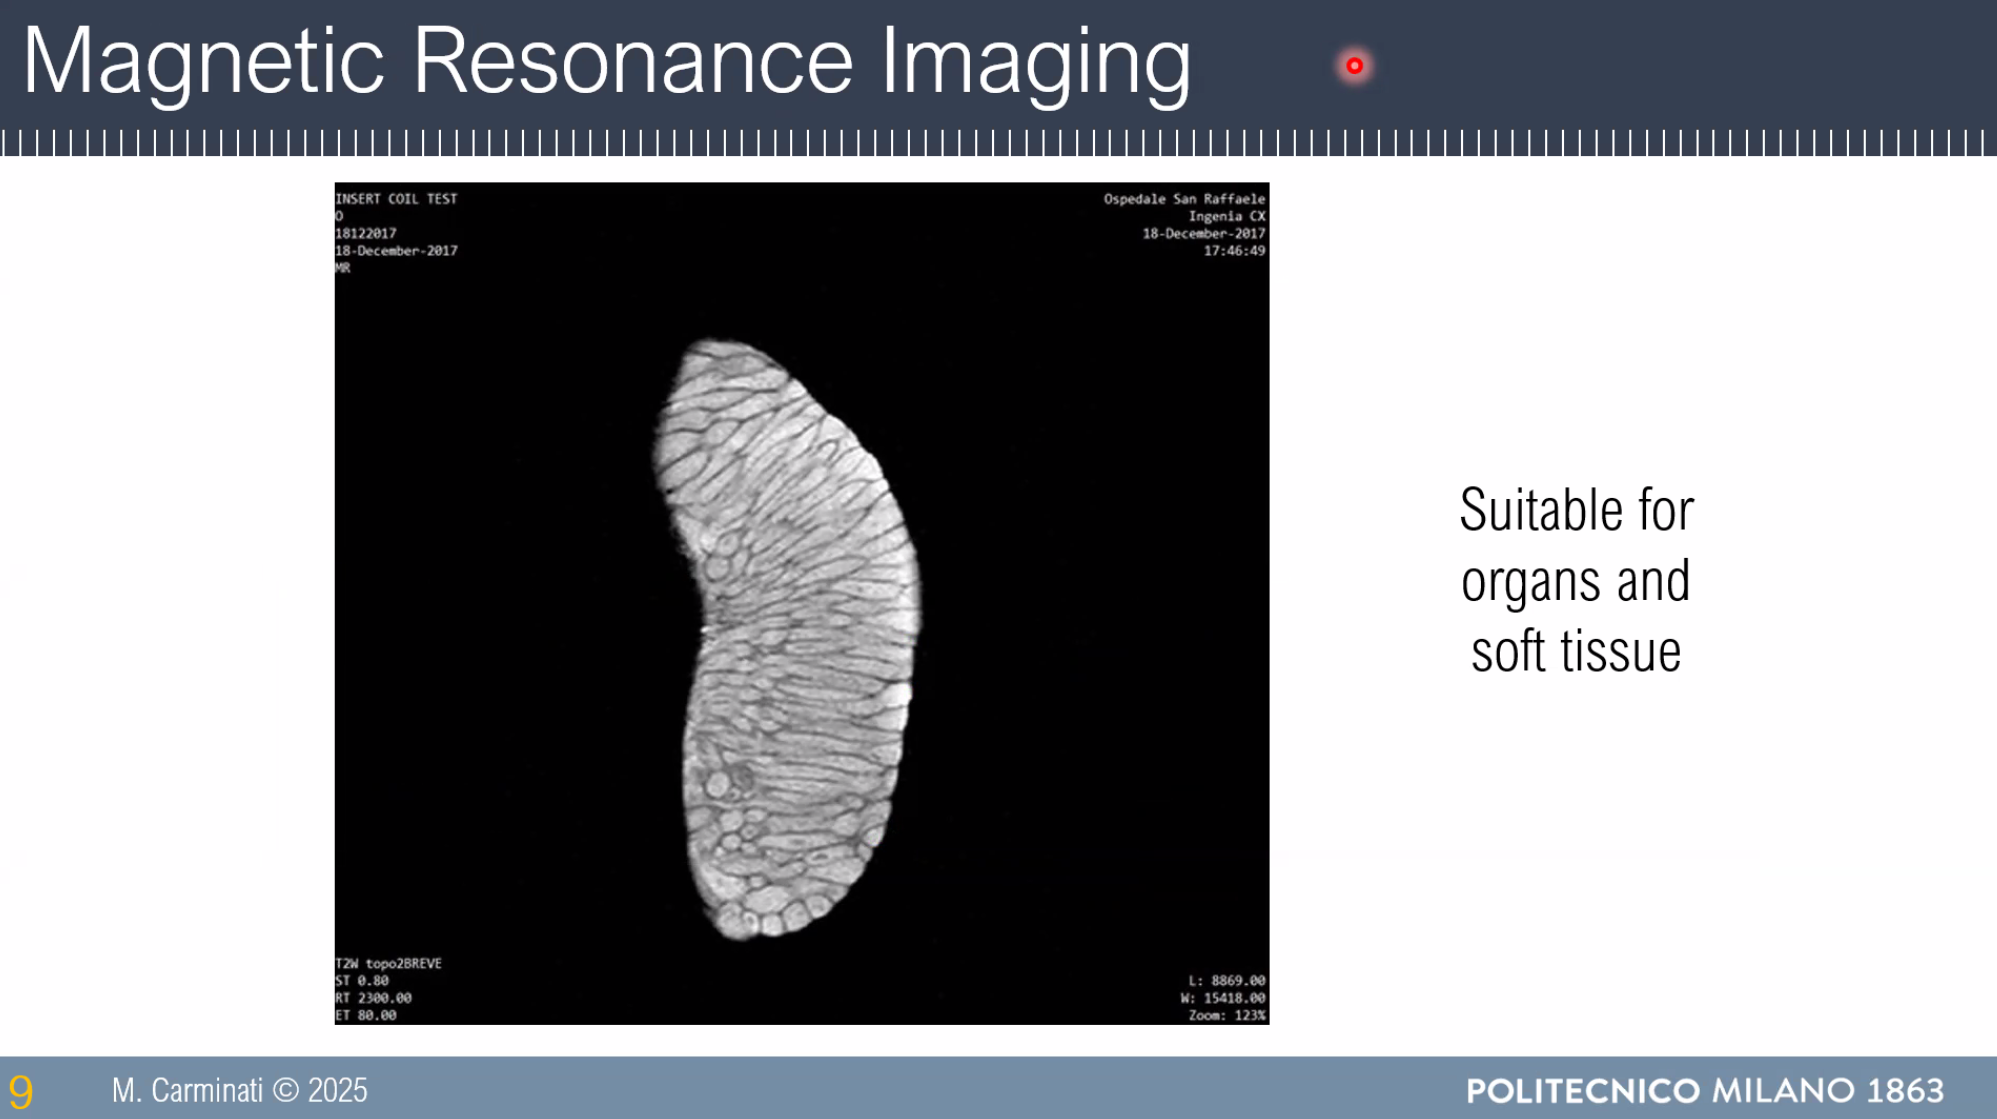 Magnetic Resonance Imaging
INSERT COIL TEST
O
18122017
18-December-2017
MR
Ospedale San Raffaele
Ingenia CX
18-December-2017
17:46:49
Suitable for
organs and
soft tissue
T2W topo2BREVE
ST 0.80
RT 2300.00
ET 80.00
L: 8869.00
W: 15418.00
Zoom: 123%
9
M. Carminati © 2025
POLITECNICO MILANO 1863